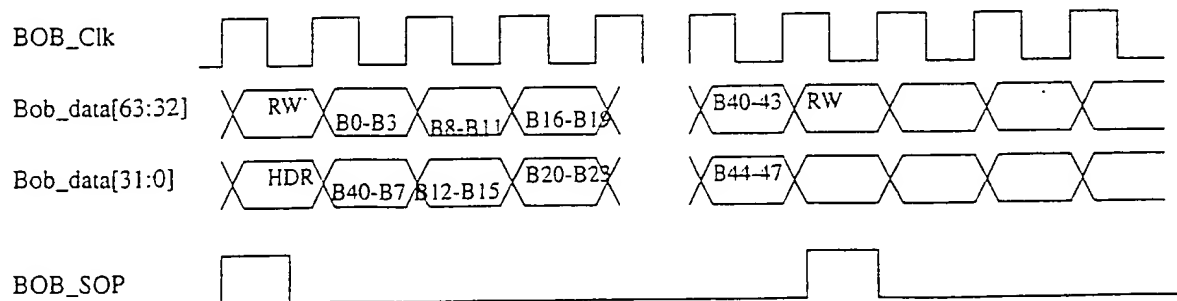 BOB_Clk
Bob_data[63:32] RW B0-B3 B8-B11 B16-B19 B40-43 RW
Bob_data[31:0] HDR B40-B7 B12-B15 B20-B23 B44-47
BOB_SOP